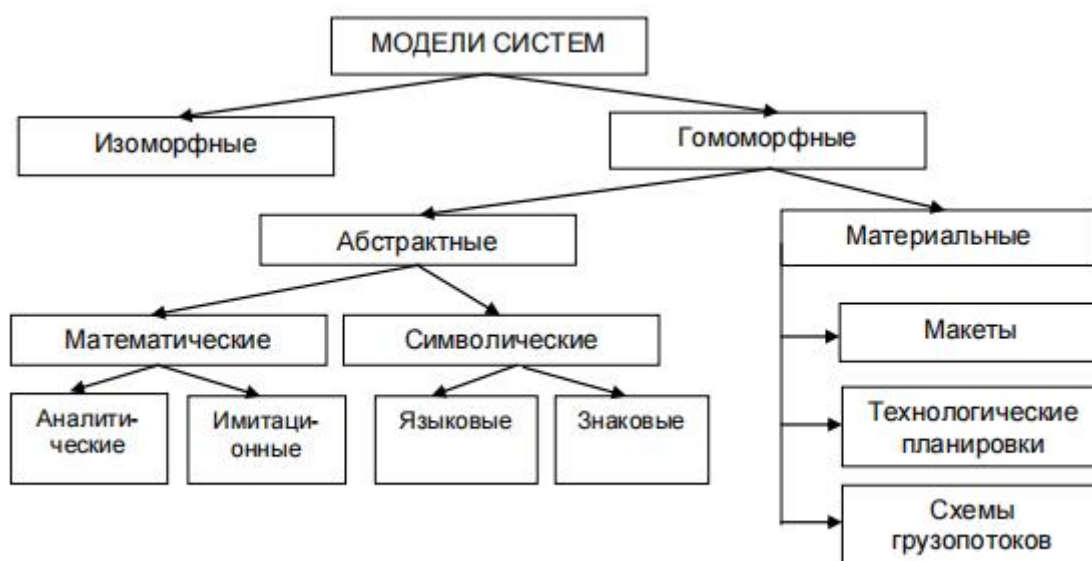 МОДЕЛИ СИСТЕМ
Изоморфные
Гомоморфные
Абстрактные
Материальные
Математические
Символические
Макеты
Аналити-
ческие
Имитаци-
онные
Языковые
Знаковые
Технологические
планировки
Схемы
грузопотоков